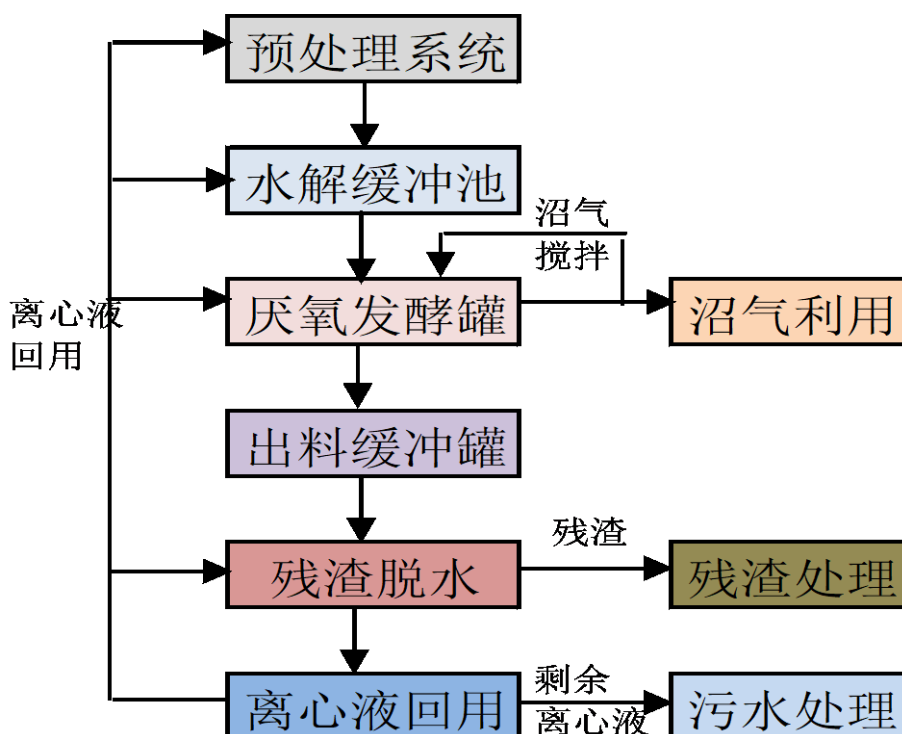 预处理系统
水解缓冲池
沼气
搅拌
离心液
回用
厌氧发酵罐
沼气利用
出料缓冲罐
残渣脱水
残渣
残渣处理
离心液回用
剩余
离心液
污水处理